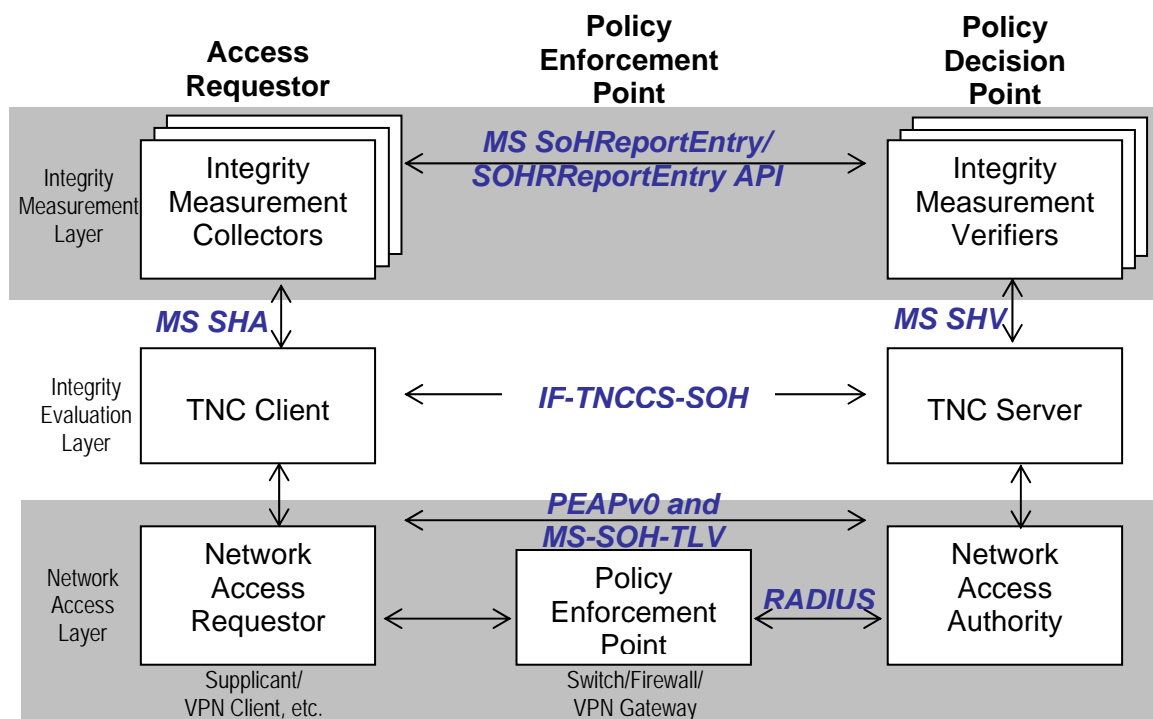 Access
Requestor
Policy
Enforcement
Point
Policy
Decision
Point
Integrity
Measurement
Layer
Integrity
Measurement
Collectors
MS SoHReportEntry/
SOHRReportEntry API
Integrity
Measurement
Verifiers
MS SHA
MS SHV
Integrity
Evaluation
Layer
TNC Client
IF-TNCCS-SOH
TNC Server
PEAPv0 and
MS-SOH-TLV
Network
Access
Layer
Network
Access
Requestor
Policy
Enforcement
Point
RADIUS
Network
Access
Authority
Supplicant/
VPN Client, etc.
Switch/Firewall/
VPN Gateway